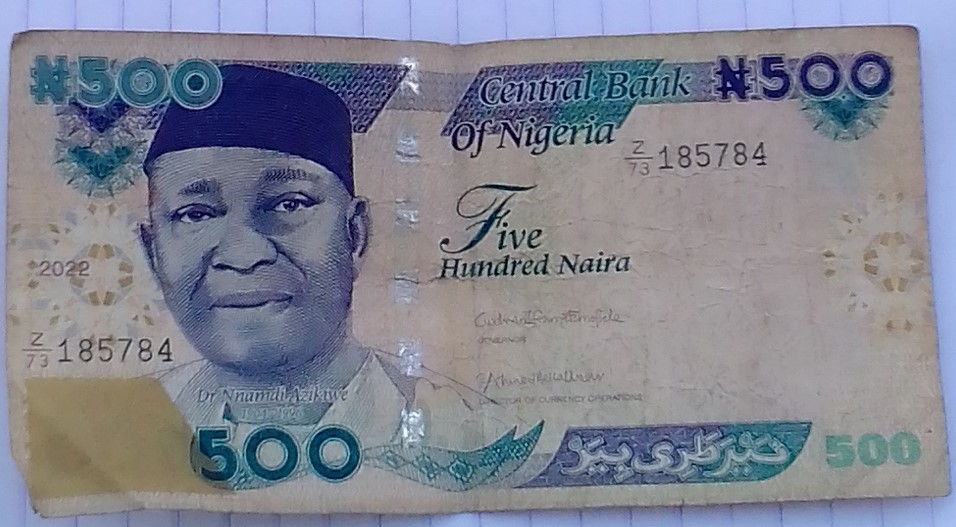 ₦500
Central Bank
Of Nigeria
₦500
Z/73 185784
Five
Hundred Naira
2022
GOVERNOR
Z/73 185784
DIRECTOR OF CURRENCY OPERATIONS
Dr Nnamdi Azikiwe
500
500